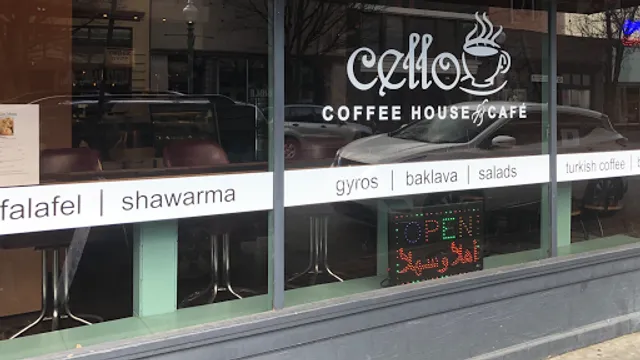 cello
COFFEE HOUSE & CAFÉ
falafel | shawarma
gyros | baklava | salads
turkish coffee |
OPEN
أهلا وسهلا